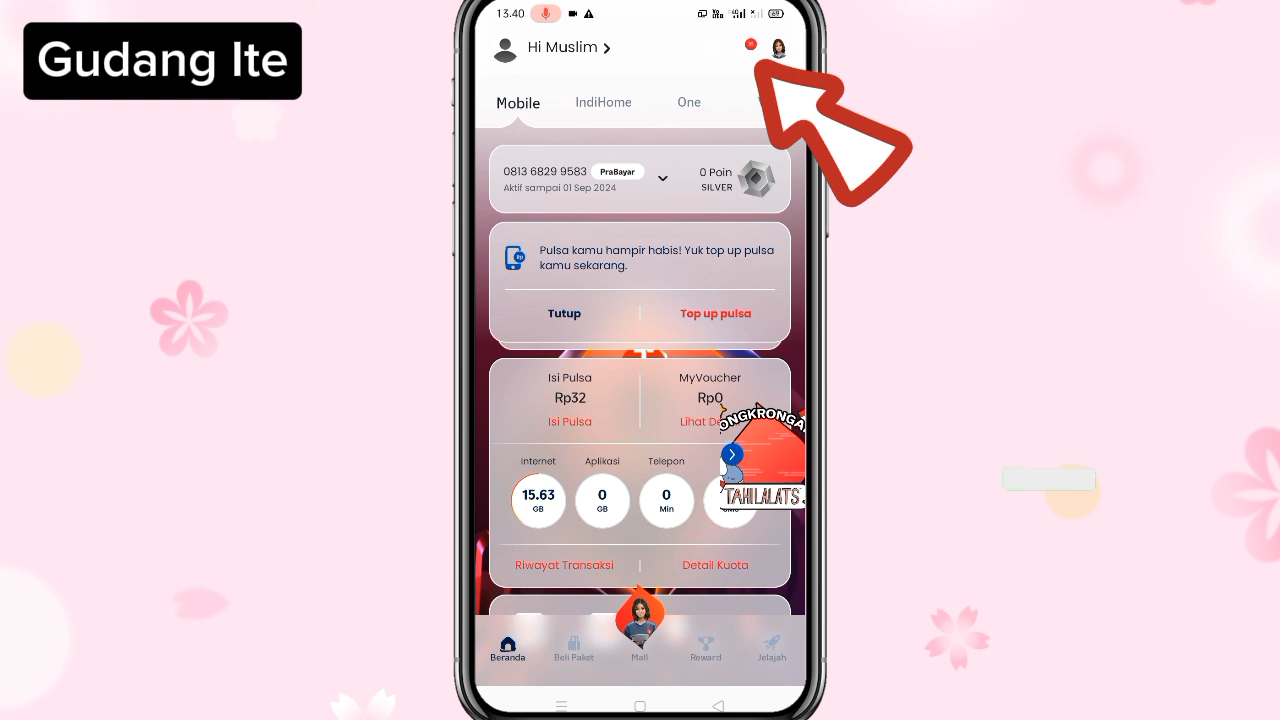 Gudang Ite
13.40
69
Hi Muslim
Mobile
IndiHome
One
0813 6829 9583
PraBayar
Aktif sampai 01 Sep 2024
0 Poin
SILVER
Pulsa kamu hampir habis! Yuk top up pulsa
kamu sekarang.
Tutup
Top up pulsa
Isi Pulsa
Rp32
Isi Pulsa
MyVoucher
Rp0
Lihat
TAHILALATS
Internet
Aplikasi
Telepon
15.63
GB
0
GB
0
Min
Riwayat Transaksi
Detail Kuota
Beranda
Beli Paket
Mall
Reward
Jelajah